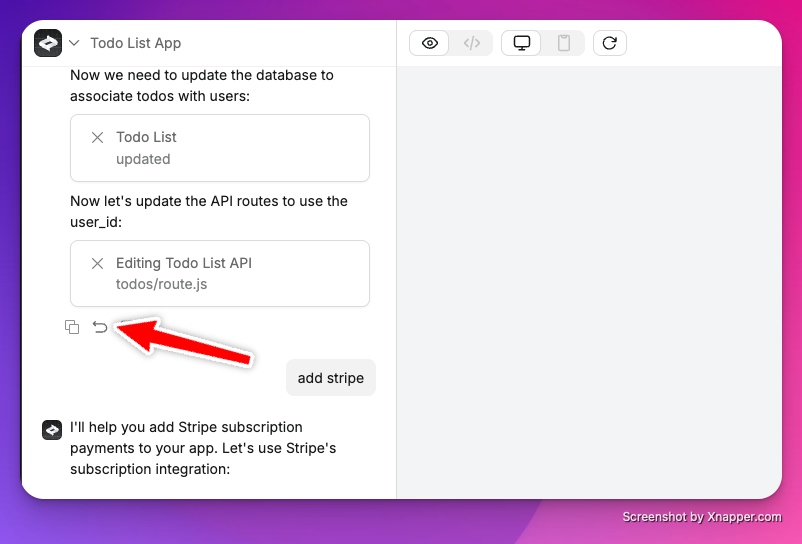 Todo List App
Now we need to update the database to
associate todos with users:
Todo List
updated
Now let's update the API routes to use the
user_id:
Editing Todo List API
todos/route.js
add stripe
I'll help you add Stripe subscription
payments to your app. Let's use Stripe's
subscription integration:
Screenshot by Xnapper.com